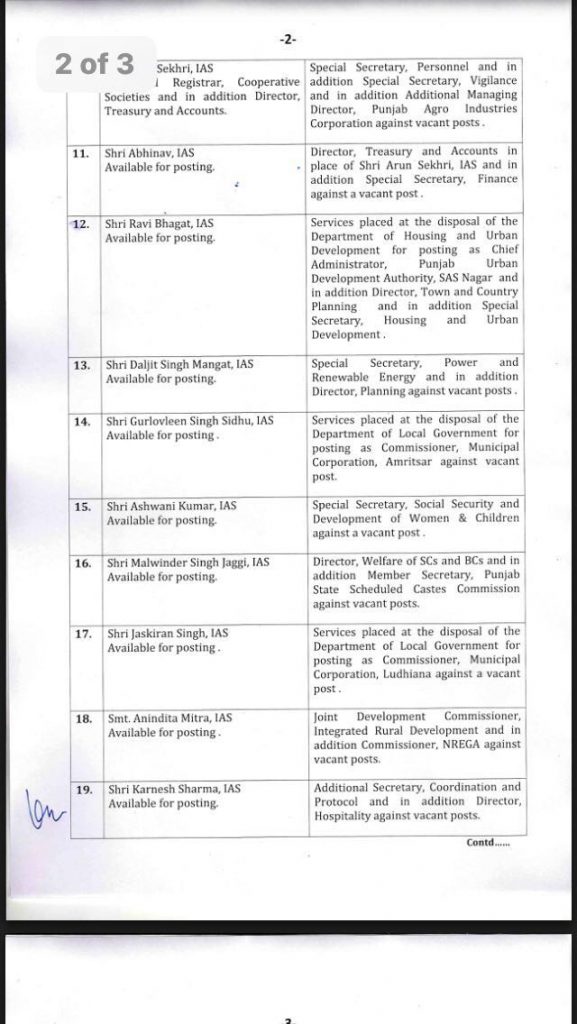 -2-
2 of 3
Sekhri, IAS
Registrar, Cooperative
Societies and in addition Director,
Treasury and Accounts.
Special Secretary, Personnel and in
addition Special Secretary, Vigilance
and in addition Additional Managing
Director, Punjab Agro Industries
Corporation against vacant posts .
11.
Shri Abhinav, IAS
Available for posting.
Director, Treasury and Accounts in
place of Shri Arun Sekhri, IAS and in
addition Special Secretary, Finance
against a vacant post .
12.
Shri Ravi Bhagat, IAS
Available for posting.
Services placed at the disposal of the
Department of Housing and Urban
Development for posting as Chief
Administrator, Punjab Urban
Development Authority, SAS Nagar and
in addition Director, Town and Country
Planning and in addition Special
Secretary, Housing and Urban
Development .
13.
Shri Daljit Singh Mangat, IAS
Available for posting.
Special Secretary, Power and
Renewable Energy and in addition
Director, Planning against vacant posts .
14.
Shri Gurlovleen Singh Sidhu, IAS
Available for posting .
Services placed at the disposal of the
Department of Local Government for
posting as Commissioner, Municipal
Corporation, Amritsar against vacant
post.
15.
Shri Ashwani Kumar, IAS
Available for posting.
Special Secretary, Social Security and
Development of Women & Children
against a vacant post .
16.
Shri Malwinder Singh Jaggi, IAS
Available for posting.
Director, Welfare of SCs and BCs and in
addition Member Secretary, Punjab
State Scheduled Castes Commission
against vacant posts.
17.
Shri Jaskiran Singh, IAS
Available for posting .
Services placed at the disposal of the
Department of Local Government for
posting as Commissioner, Municipal
Corporation, Ludhiana against a vacant
post .
18.
Smt. Anindita Mitra, IAS
Available for posting .
Joint Development Commissioner,
Integrated Rural Development and in
addition Commissioner, NREGA against
vacant posts.
19.
Shri Karnesh Sharma, IAS
Available for posting.
Additional Secretary, Coordination and
Protocol and in addition Director,
Hospitality against vacant posts.
Contd......
-3-